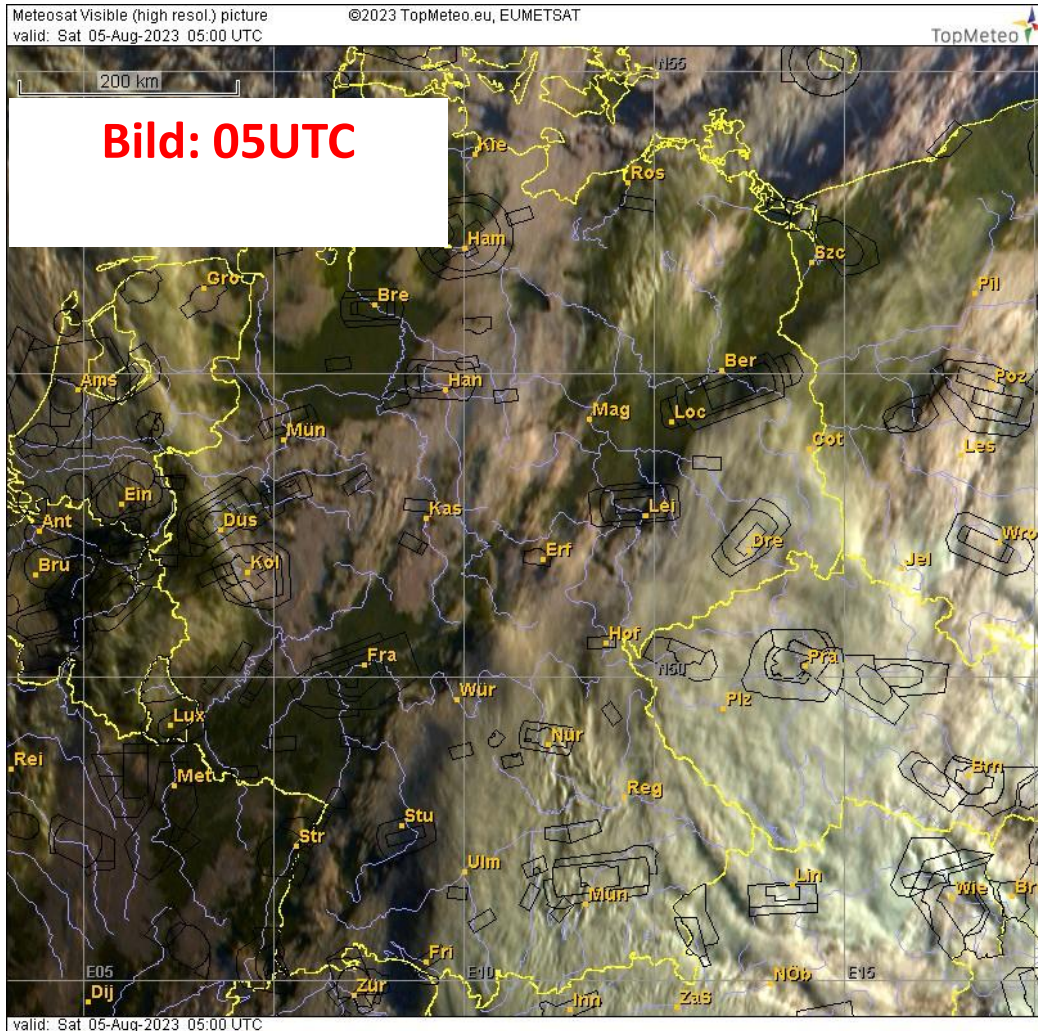 Meteosat Visible (high resol.) picture ©2023 TopMeteo.eu, EUMETSAT
valid: Sat 05-Aug-2023 05:00 UTC
TopMeteo
200 km
N55
Bild: 05UTC
Kie
Ros
Ham
Szc
Gro
Bre
Pil
Ams
Han
Ber
Poz
Mag
Loc
Mün
Cot
Les
Ein
Ant
Düs
Kas
Lei
Wro
Bru
Köl
Erf
Dre
Jel
Hof
Fra
N50
Pra
Wür
Plz
Lux
Nür
Rei
Met
Brn
Reg
Stu
Str
Ulm
Lin
Mün
Wie
Br
Fri
E05
E10
NÖb
E15
Dij
Zür
Inn
ZaS
valid: Sat 05-Aug-2023 05:00 UTC